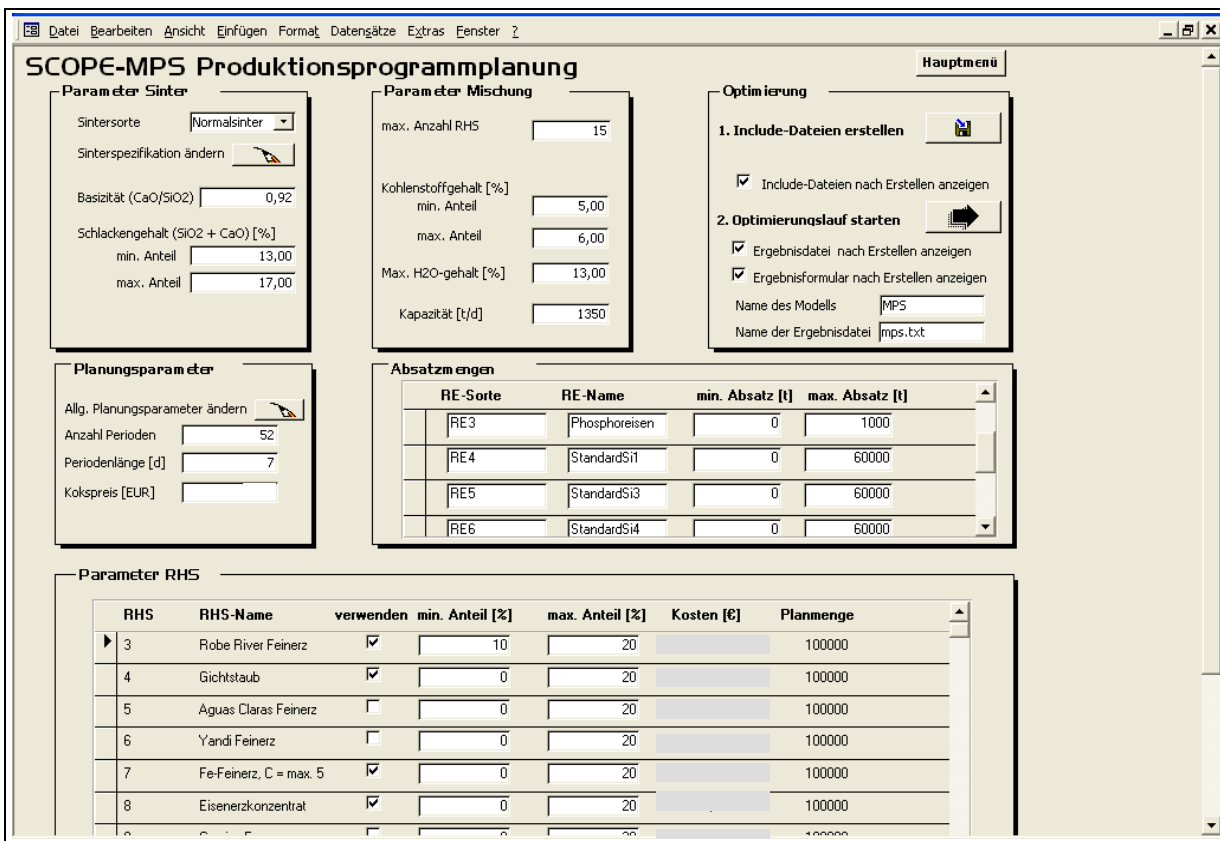 Datei Bearbeiten Ansicht Einfügen Format Datensätze Extras Fenster ?
SCOPE-MPS Produktionsprogrammplanung
Hauptmenü
Parameter Sinter
Sintersorte Normalsinter
Sinterspezifikation ändern
Basizität (CaO/SiO2) 0,92
Schlackengehalt (SiO2 + CaO) [%]
min. Anteil 13,00
max. Anteil 17,00
Parameter Mischung
max. Anzahl RHS 15
Kohlenstoffgehalt [%]
min. Anteil 5,00
max. Anteil 6,00
Max. H2O-gehalt [%] 13,00
Kapazität [t/d] 1350
Optimierung
1. Include-Dateien erstellen
Include-Dateien nach Erstellen anzeigen
2. Optimierungslauf starten
Ergebnisdatei nach Erstellen anzeigen
Ergebnisformular nach Erstellen anzeigen
Name des Modells MPS
Name der Ergebnisdatei mps.txt
Planungsparameter
Allg. Planungsparameter ändern
Anzahl Perioden 52
Periodenlänge [d] 7
Kokspreis [EUR]
Absatzmengen
RE-Sorte RE-Name min. Absatz [t] max. Absatz [t]
RE3 Phosphoreisen 0 1000
RE4 StandardSi1 0 60000
RE5 StandardSi3 0 60000
RE6 StandardSi4 0 60000
Parameter RHS
RHS RHS-Name verwenden min. Anteil [%] max. Anteil [%] Kosten [€] Planmenge
3 Robe River Feinerz 10 20 100000
4 Gichtstaub 0 20 100000
5 Aguas Claras Feinerz 0 20 100000
6 Yandi Feinerz 0 20 100000
7 Fe-Feinerz, C = max. 5 0 20 100000
8 Eisenerzkonzentrat 0 20 100000